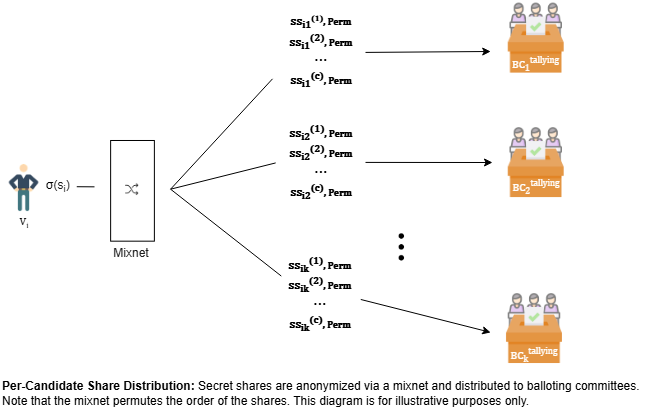 ss_{i1}^{(1)}, Perm
ss_{i1}^{(2)}, Perm
...
ss_{i1}^{(c)}, Perm
BC_1^{tallying}
ss_{i2}^{(1)}, Perm
ss_{i2}^{(2)}, Perm
...
ss_{i2}^{(c)}, Perm
BC_2^{tallying}
σ(s_i)
V_i
Mixnet
ss_{ik}^{(1)}, Perm
ss_{ik}^{(2)}, Perm
...
ss_{ik}^{(c)}, Perm
BC_k^{tallying}
Per-Candidate Share Distribution: Secret shares are anonymized via a mixnet and distributed to balloting committees.
Note that the mixnet permutes the order of the shares. This diagram is for illustrative purposes only.